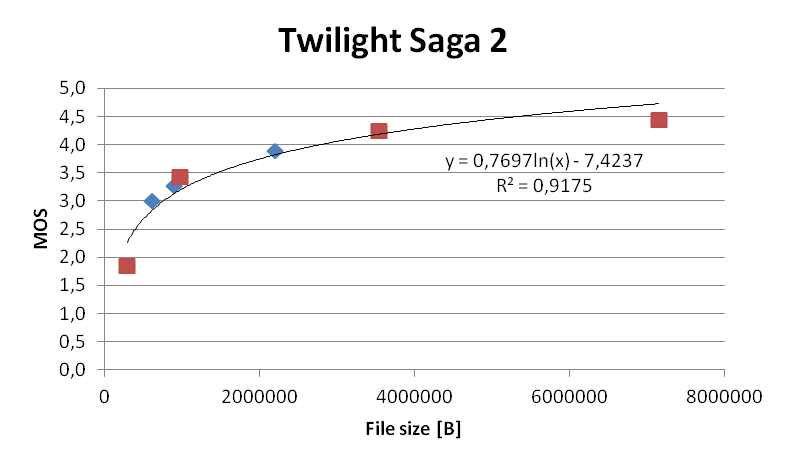 Twilight Saga 2
5,0
4,5
4,0
3,5
3,0
2,5
2,0
1,5
1,0
0,5
0,0
MOS
y = 0,7697ln(x) - 7,4237
R² = 0,9175
0 2000000 4000000 6000000 8000000
File size [B]